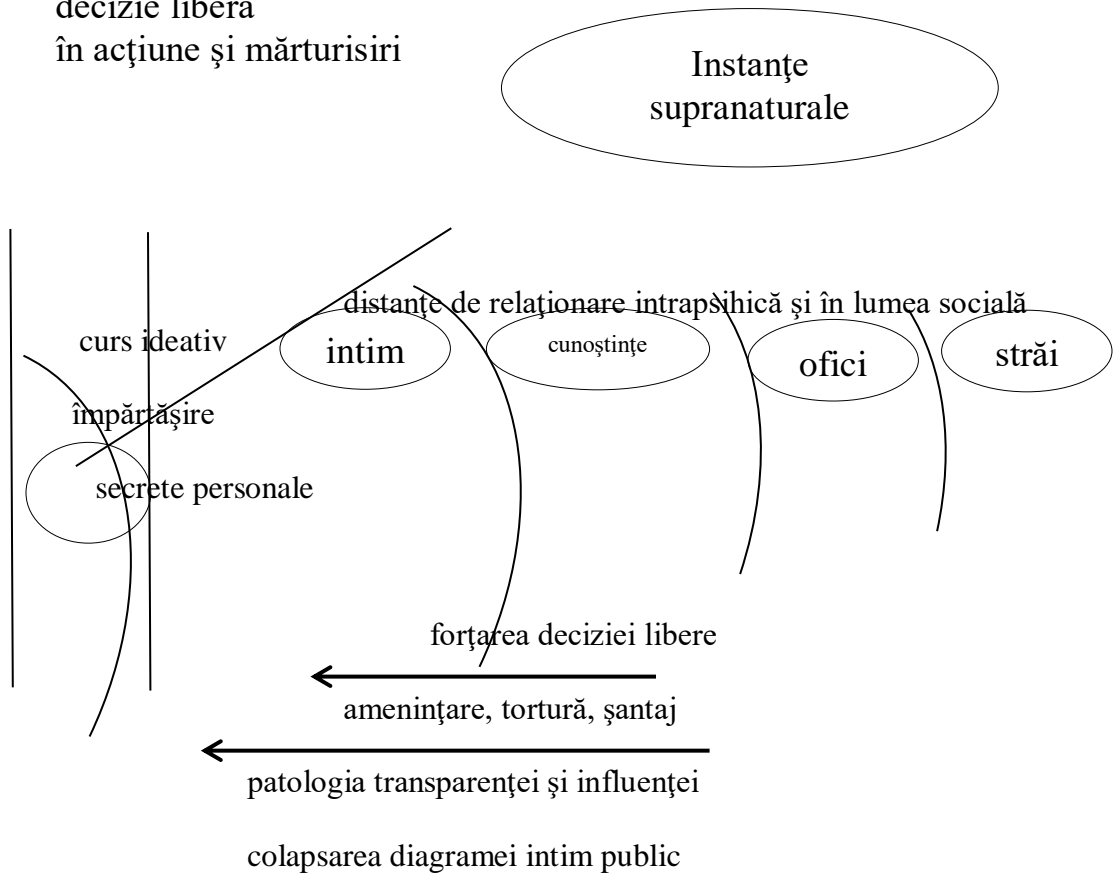 decizie liberă
în acţiune şi mărturisiri
Instanţe
supranaturale
distanţe de relaţionare intrapsihică şi în lumea socială
curs ideativ
intim
cunoştinţe
ofici
străi
împărtăşire
secrete personale
forţarea deciziei libere
ameninţare, tortură, şantaj
patologia transparenţei şi influenţei
colapsarea diagramei intim public